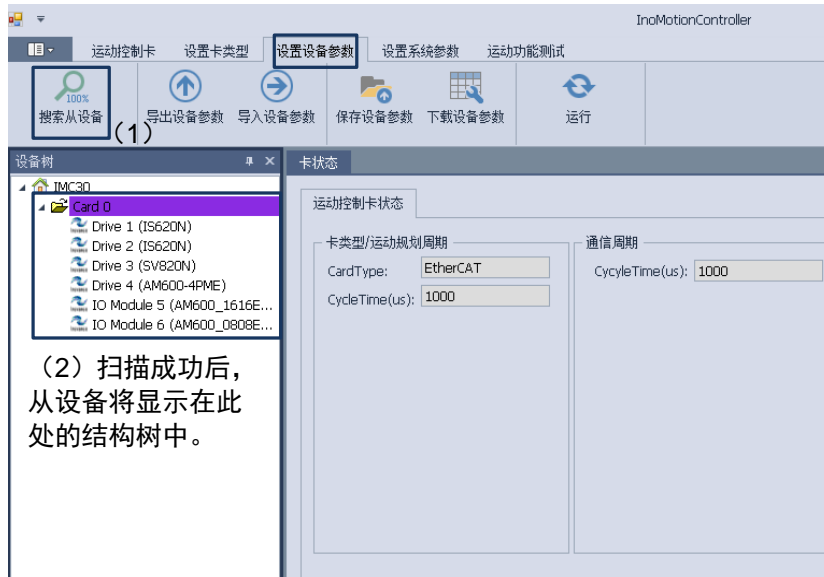 InoMotionController
运动控制卡 设置卡类型 设置设备参数 设置系统参数 运动功能测试
100%
搜索从设备 导出设备参数 导入设备参数 保存设备参数 下载设备参数 运行
（1）
设备树 卡状态
IMC30
Card 0
Drive 1 (IS620N)
Drive 2 (IS620N)
Drive 3 (SV820N)
Drive 4 (AM600-4PME)
IO Module 5 (AM600_1616E...
IO Module 6 (AM600_0808E...
（2）扫描成功后，
从设备将显示在此
处的结构树中。
运动控制卡状态
卡类型/运动规划周期
CardType: EtherCAT
CycleTime(us): 1000
通信周期
CycyleTime(us): 1000